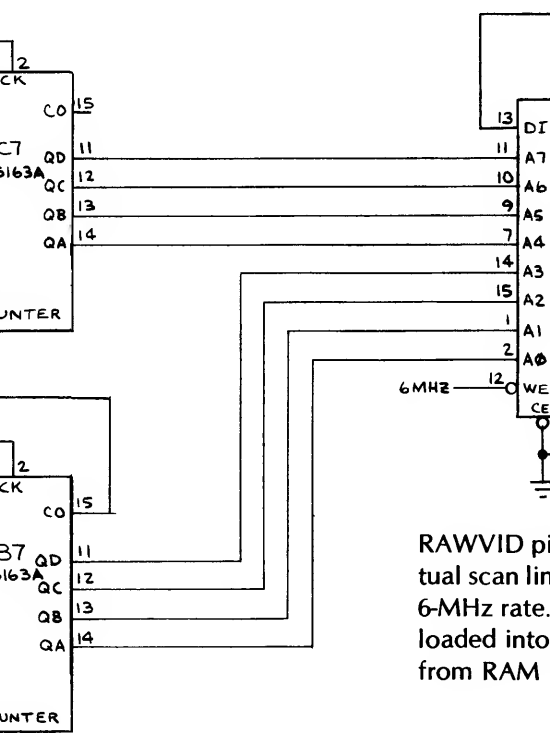 2
CK
CO 15
C7
S163A
QD 11
QC 12
QB 13
QA 14
UNTER
13 DI
11 A7
10 A6
9 A5
7 A4
14 A3
15 A2
1 A1
2 AØ
6MHZ 12 WE
CE
2
CK
CO 15
B7
S163A
QD 11
QC 12
QB 13
QA 14
UNTER
RAWVID pi
tual scan lin
6-MHz rate.
loaded into
from RAM